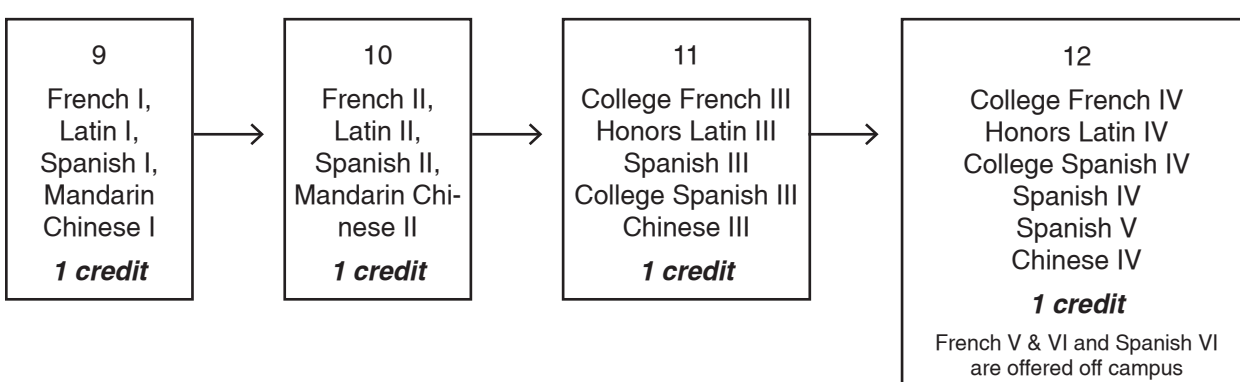 9
French I,
Latin I,
Spanish I,
Mandarin
Chinese I
1 credit
10
French II,
Latin II,
Spanish II,
Mandarin Chi-
nese II
1 credit
11
College French III
Honors Latin III
Spanish III
College Spanish III
Chinese III
1 credit
12
College French IV
Honors Latin IV
College Spanish IV
Spanish IV
Spanish V
Chinese IV
1 credit
French V & VI and Spanish VI
are offered off campus